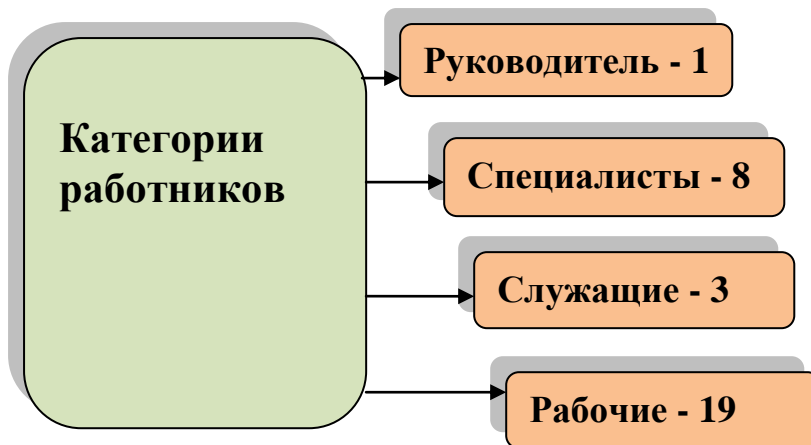 Категории
работников
Руководитель - 1
Специалисты - 8
Служащие - 3
Рабочие - 19